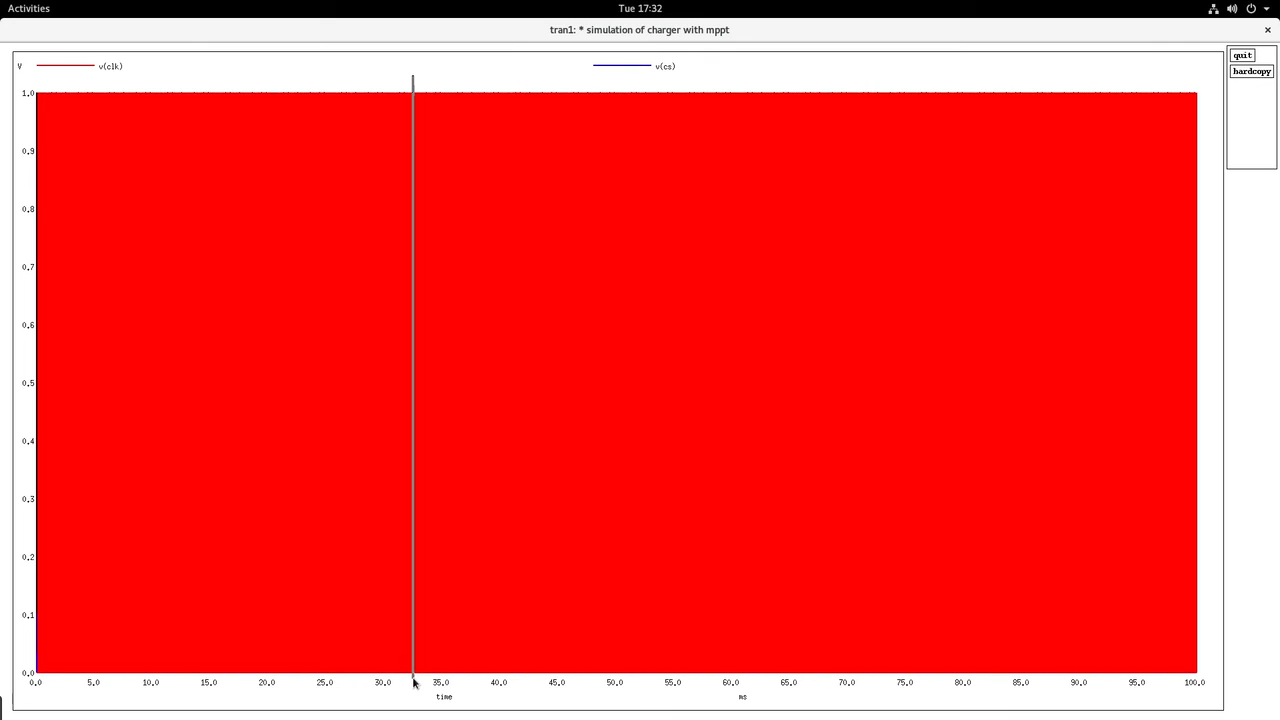 Activities Tue 17:32
tran1: * simulation of charger with mppt ×
V v(clk) v(cs)
quit
hardcopy
1.0
0.9
0.8
0.7
0.6
0.5
0.4
0.3
0.2
0.1
0.0
0.0 5.0 10.0 15.0 20.0 25.0 30.0 35.0 40.0 45.0 50.0 55.0 60.0 65.0 70.0 75.0 80.0 85.0 90.0 95.0 100.0
time ms